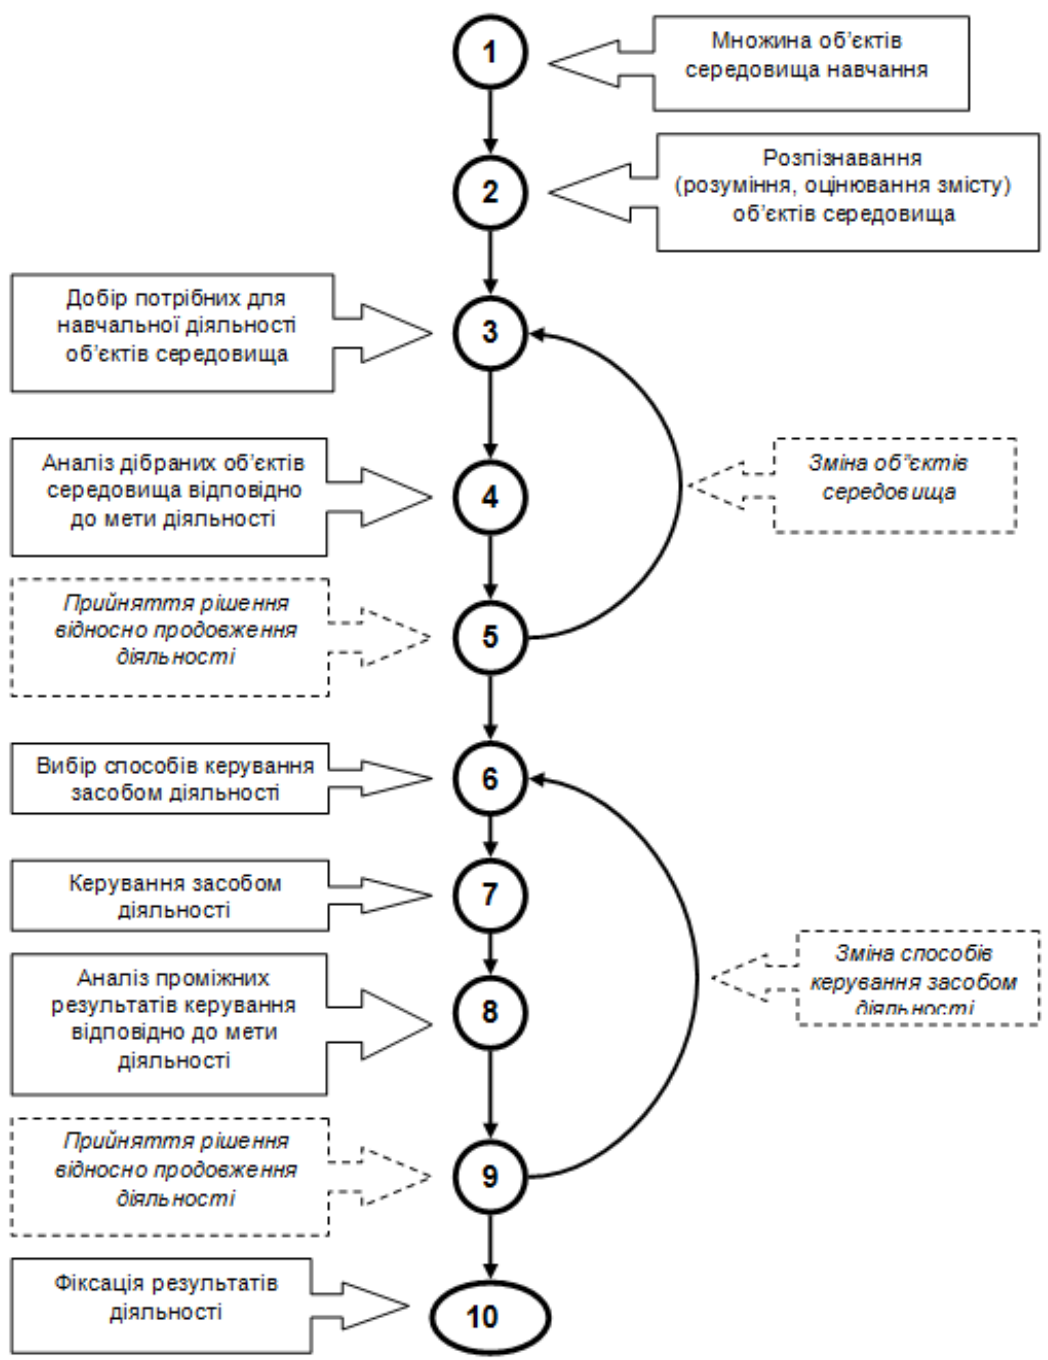 1
Множина об’єктів
середовища навчання
2
Розпізнавання
(розуміння, оцінювання змісту)
об’єктів середовища
Добір потрібних для
навчальної діяльності
об’єктів середовища
3
Аналіз дібраних об’єктів
середовища відповідно
до мети діяльності
4
Зміна об”єктів
середовища
Прийняття рішення
відносно продовження
діяльності
5
Вибір способів керування
засобом діяльності
6
Керування засобом
діяльності
7
Аналіз проміжних
результатів керування
відповідно до мети
діяльності
8
Зміна способів
керування засобом
діяльності
Прийняття рішення
відносно продовження
діяльності
9
Фіксація результатів
діяльності
10